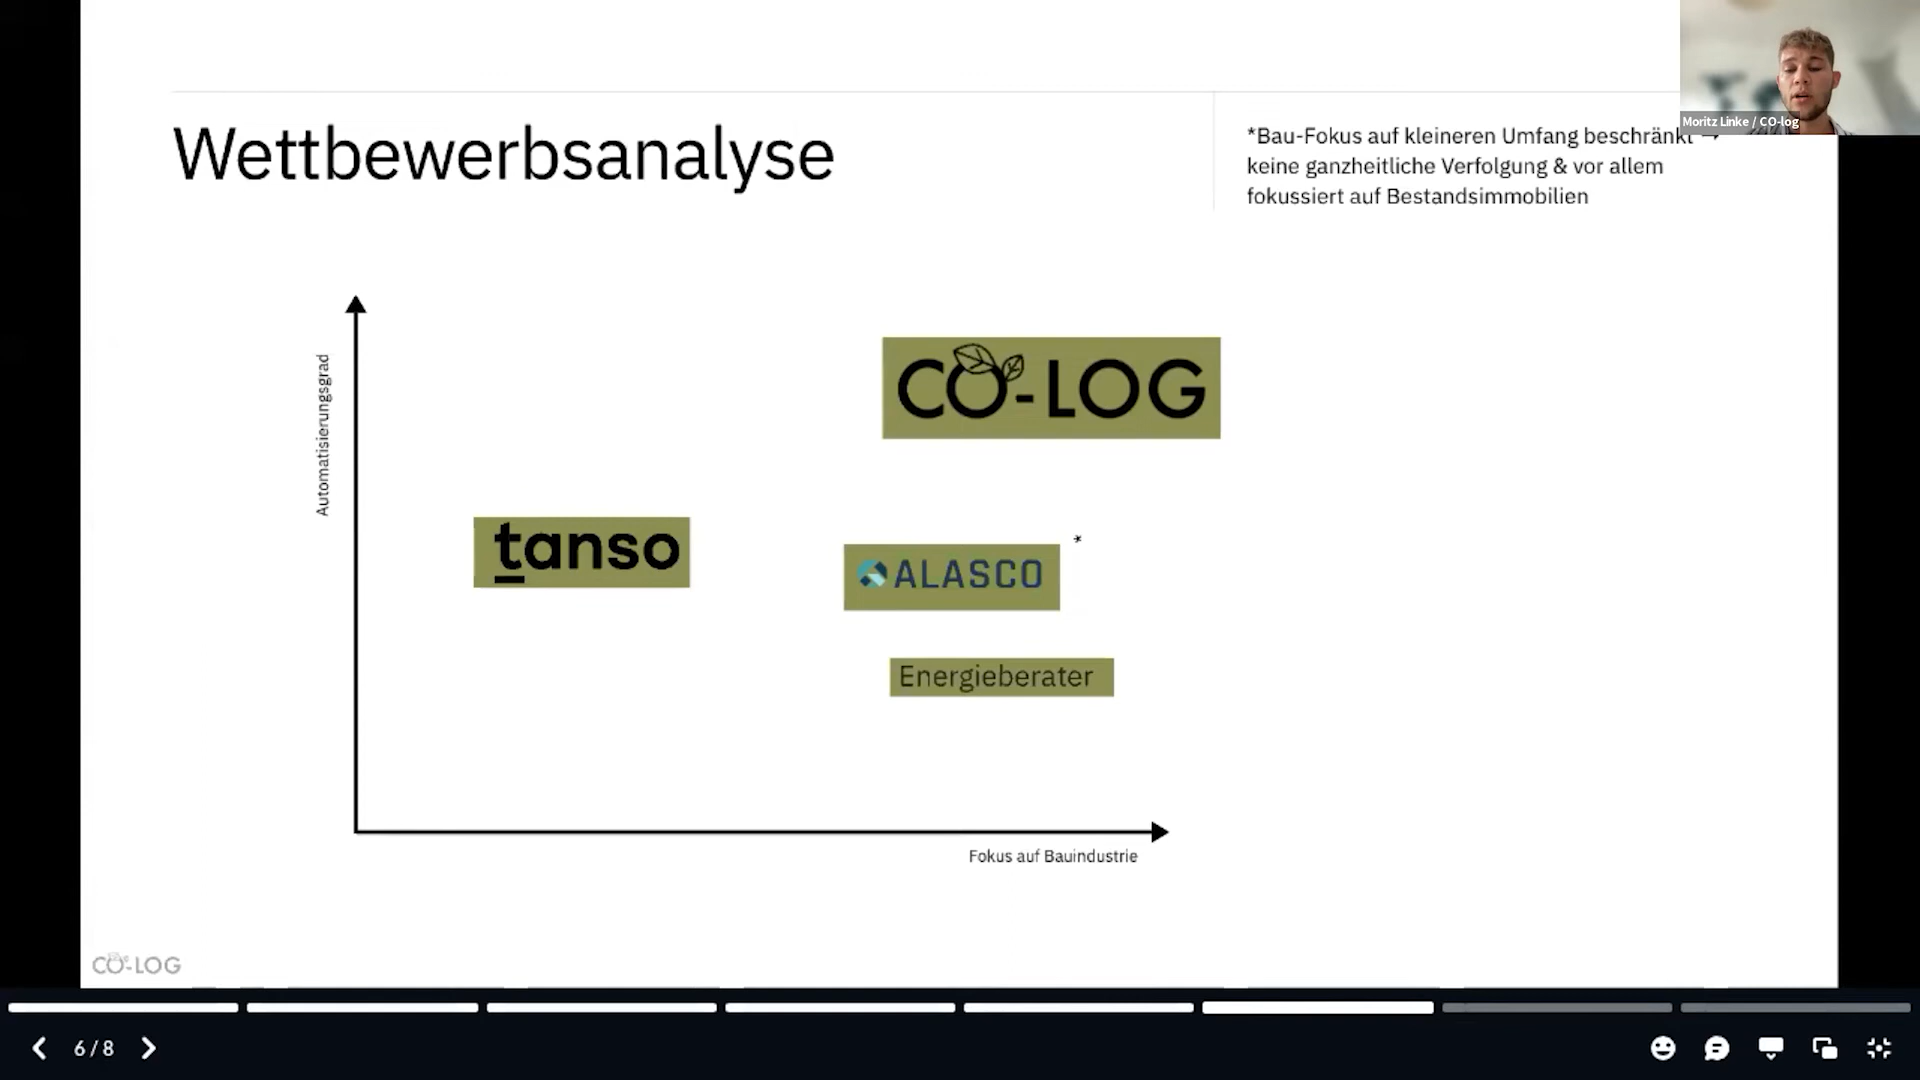 Moritz Linke / CO-log
Wettbewerbsanalyse
*Bau-Fokus auf kleineren Umfang beschränkt →
keine ganzheitliche Verfolgung & vor allem
fokussiert auf Bestandsimmobilien
Automatisierungsgrad
CO-LOG
tanso
ALASCO
*
Energieberater
Fokus auf Bauindustrie
CO-LOG
6 / 8